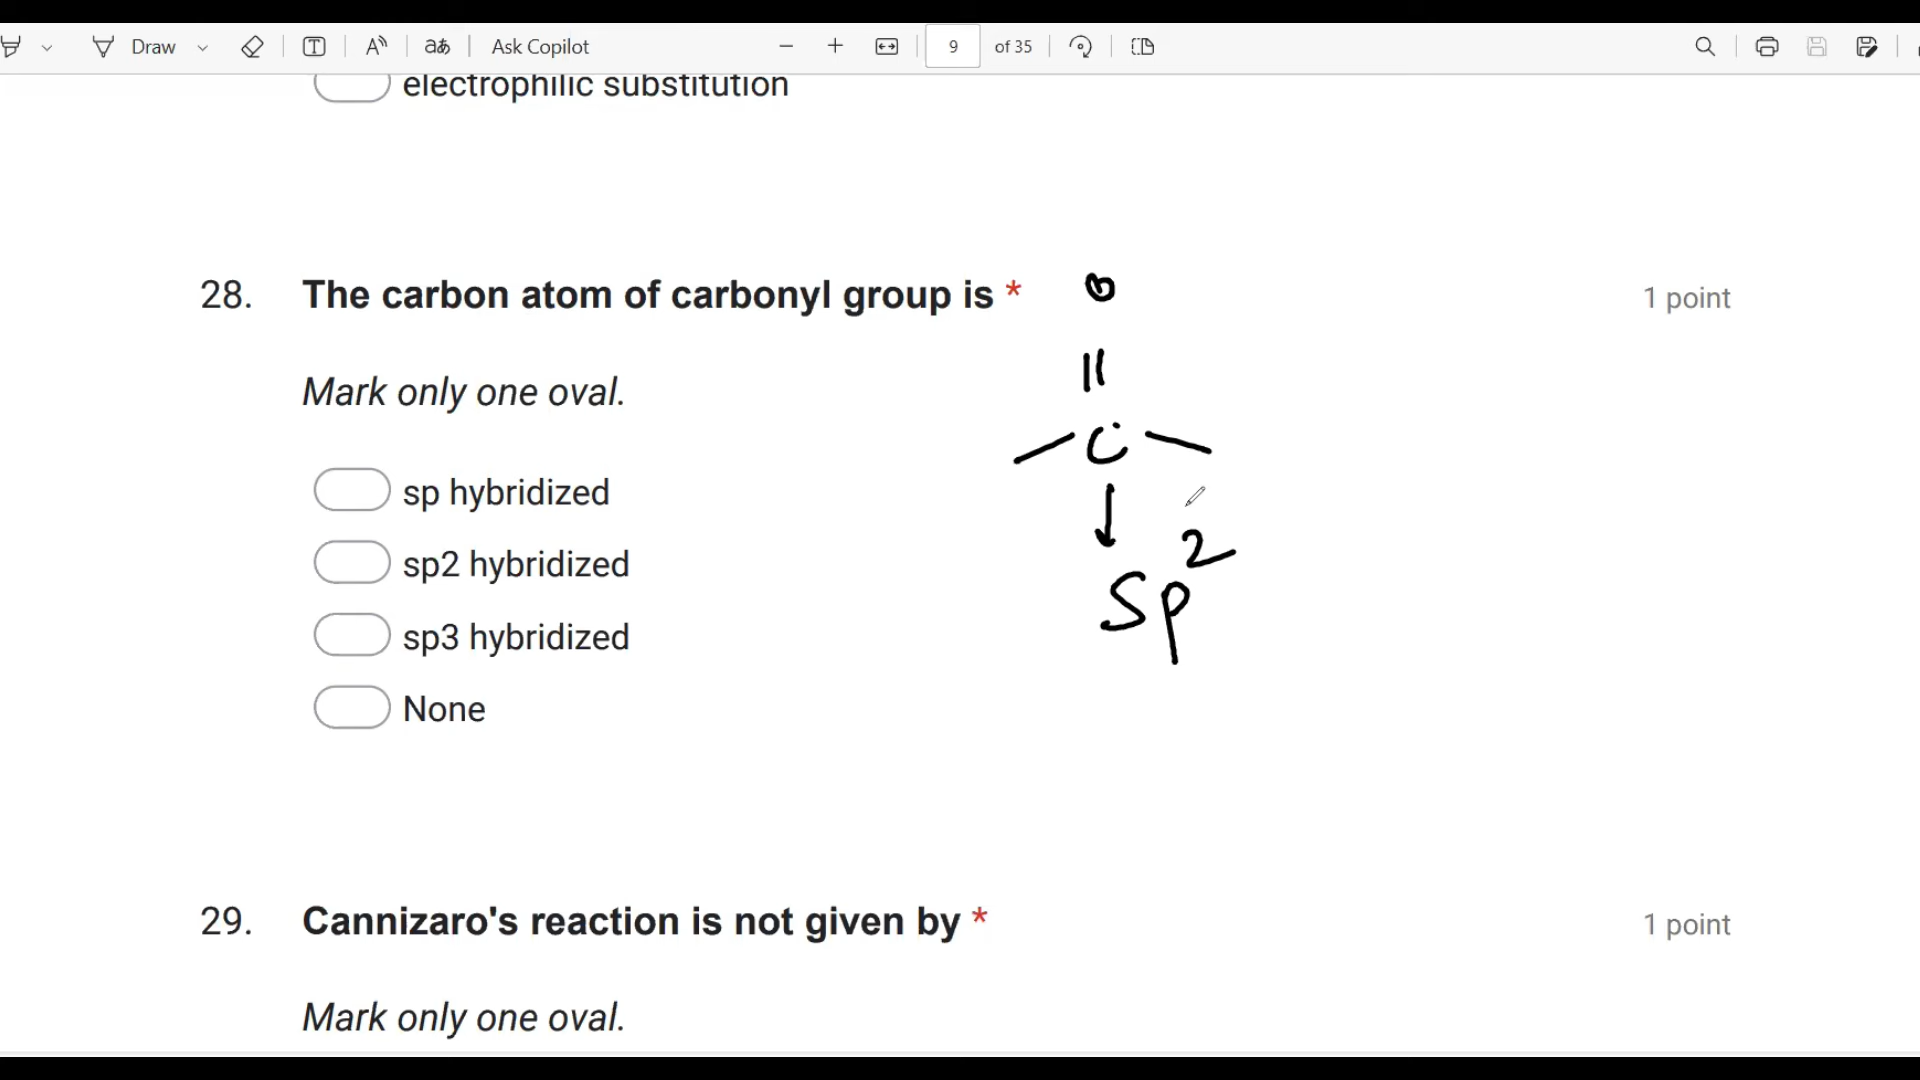 Draw
aあ
Ask Copilot
9 of 35
electrophilic substitution
28. The carbon atom of carbonyl group is * 1 point
O
Mark only one oval.
C
sp hybridized
sp2 hybridized
Sp2
sp3 hybridized
None
29. Cannizaro's reaction is not given by * 1 point
Mark only one oval.